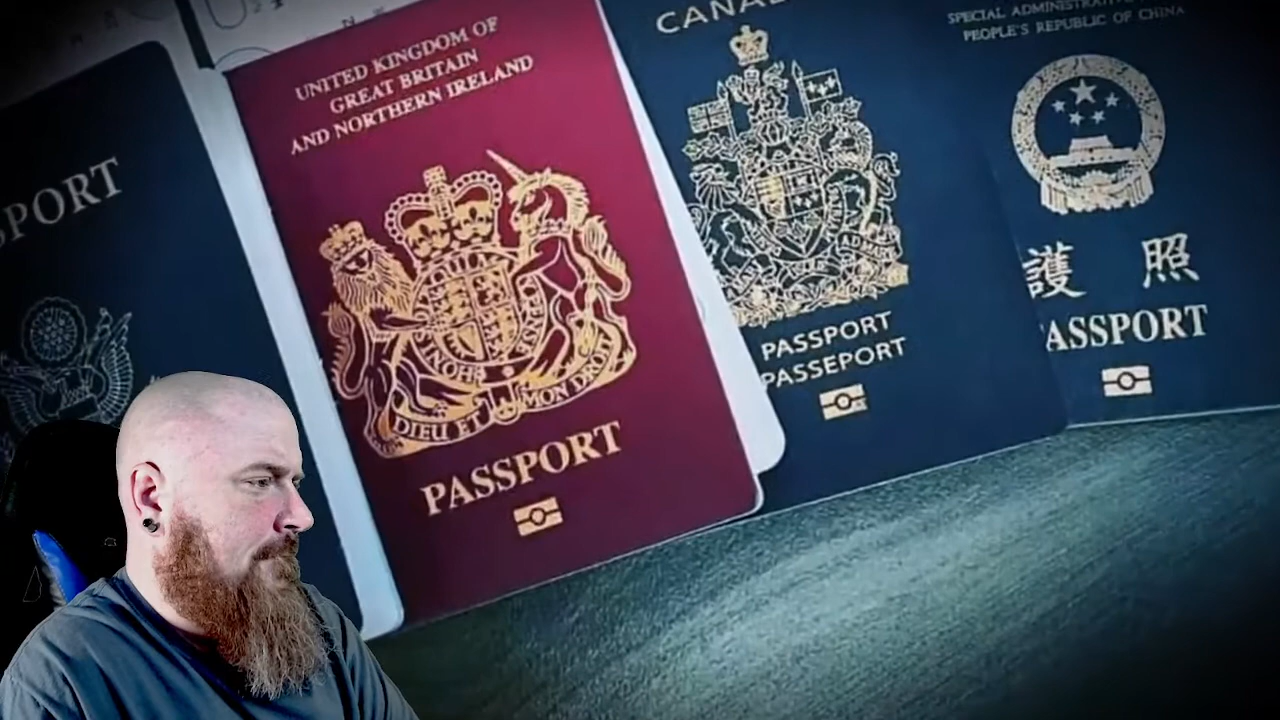 SPORT
UNITED KINGDOM OF
GREAT BRITAIN
AND NORTHERN IRELAND
DIEU ET MON DROIT
PASSPORT
CANA
PASSPORT
PASSEPORT
SPECIAL ADMINISTRATIVE
PEOPLE'S REPUBLIC OF CHINA
護 照
ASSPORT